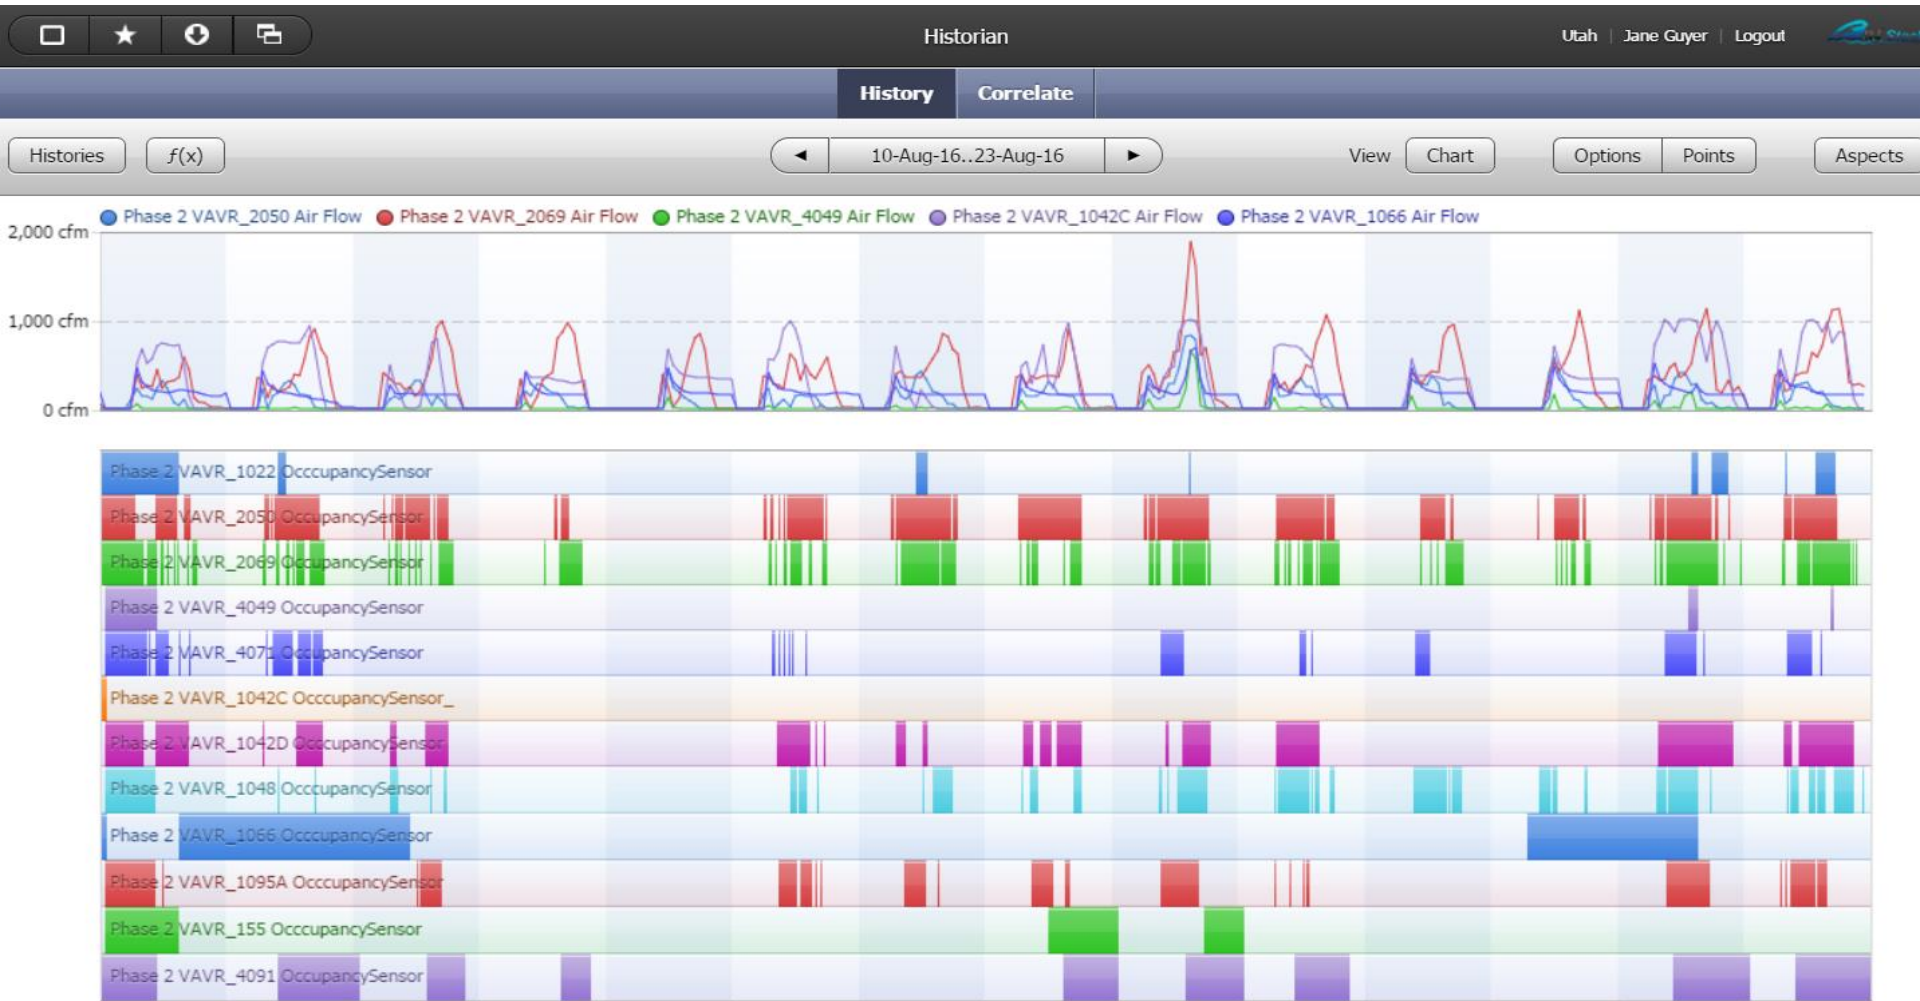 Historian
Utah | Jane Guyer | Logout
History Correlate
Histories f(x) 10-Aug-16..23-Aug-16 View Chart Options Points Aspects
Phase 2 VAVR_2050 Air Flow Phase 2 VAVR_2069 Air Flow Phase 2 VAVR_4049 Air Flow Phase 2 VAVR_1042C Air Flow Phase 2 VAVR_1066 Air Flow
2,000 cfm
1,000 cfm
0 cfm
Phase 2 VAVR_1022 OcccupancySensor
Phase 2 VAVR_2050 OccupancySensor
Phase 2 VAVR_2069 OccupancySensor
Phase 2 VAVR_4049 OccupancySensor
Phase 2 VAVR_4071 OccupancySensor
Phase 2 VAVR_1042C OcccupancySensor_
Phase 2 VAVR_1042D OcccupancySensor
Phase 2 VAVR_1048 OcccupancySensor
Phase 2 VAVR_1066 OcccupancySensor
Phase 2 VAVR_1095A OcccupancySensor
Phase 2 VAVR_155 OcccupancySensor
Phase 2 VAVR_4091 OccupancySensor